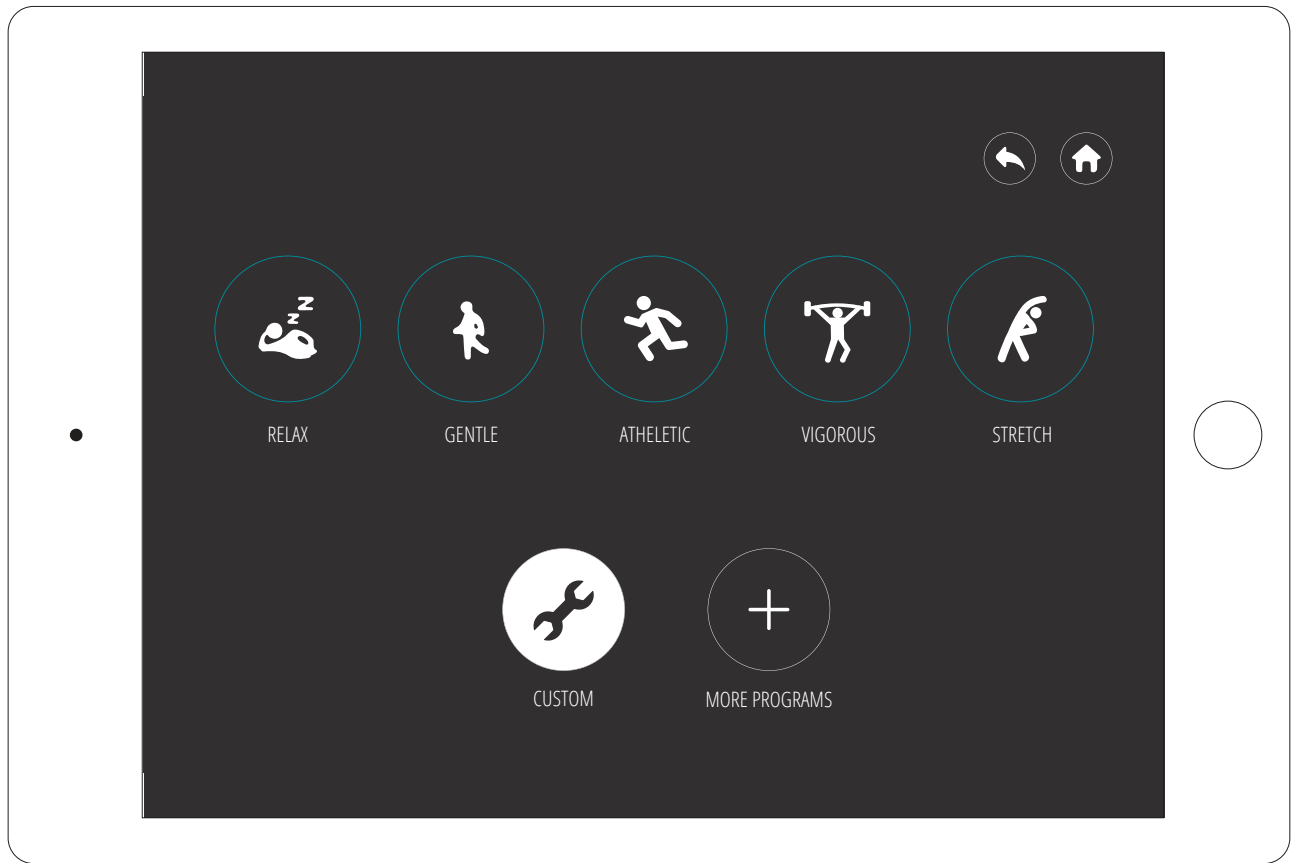 RELAX
GENTLE
ATHELETIC
VIGOROUS
STRETCH
CUSTOM
MORE PROGRAMS